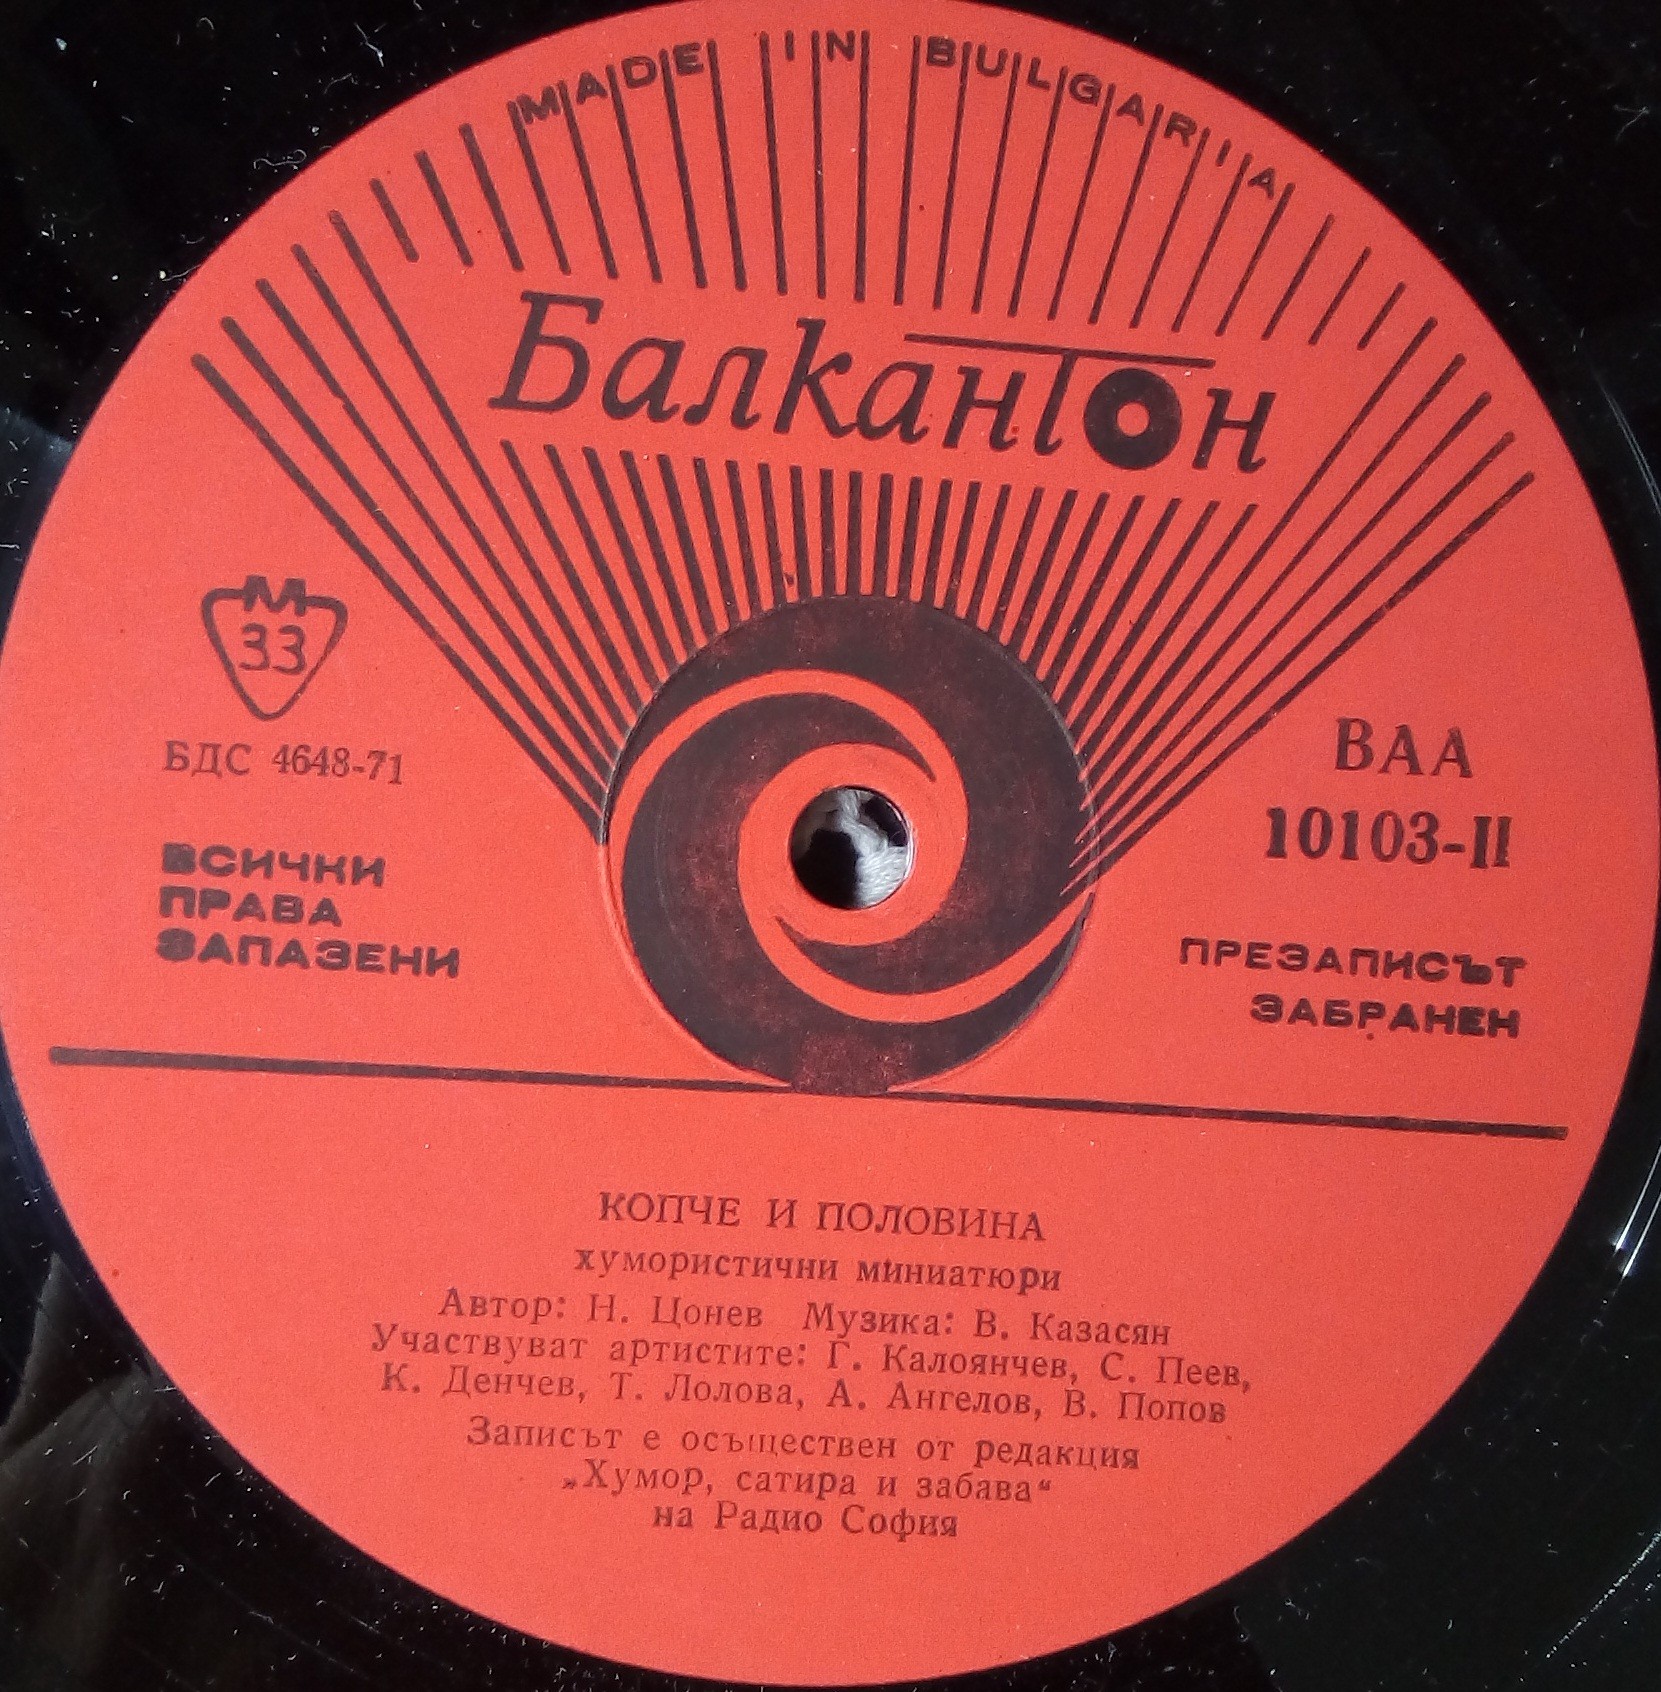 MADE IN BULGARIA
Балкантон
М
33
БДС 4648-71
ВСИЧКИ
ПРАВА
ЗАПАЗЕНИ
ВАА
10103-II
ПРЕЗАПИСЪТ
ЗАБРАНЕН
КОПЧЕ И ПОЛОВИНА
хумористични миниатюри
Автор: Н. Цонев Музика: В. Казасян
Участвуват артистите: Г. Калоянчев, С. Пеев,
К. Денчев, Т. Лолова, А. Ангелов, В. Попов
Записът е осъществен от редакция
„Хумор, сатира и забава“
на Радио София